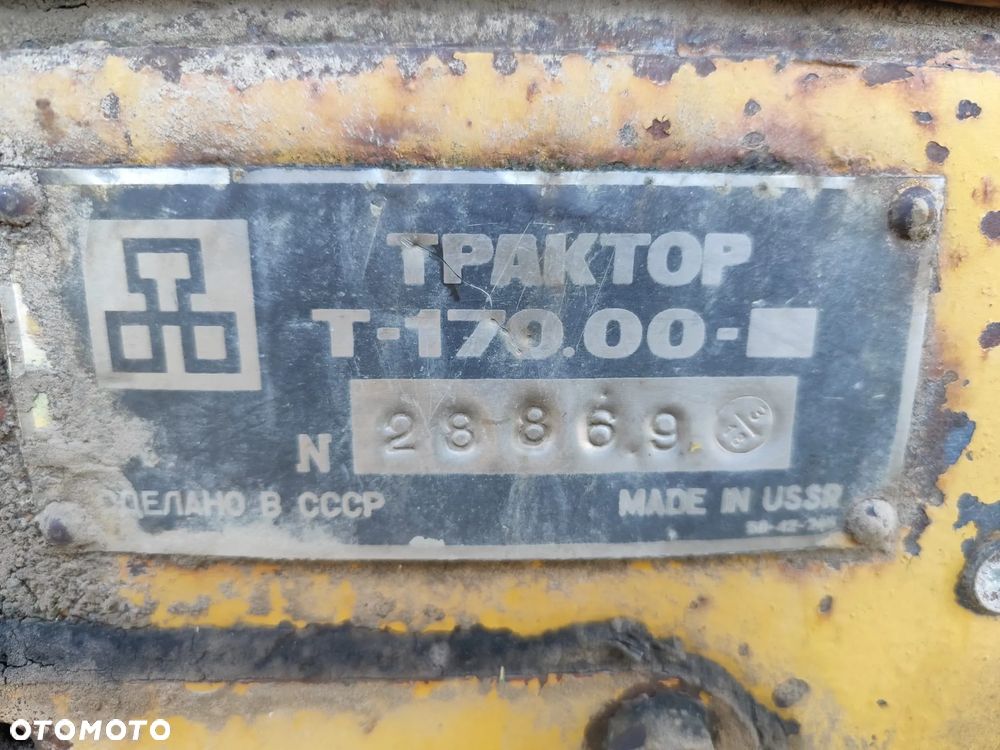 ТРАКТОР
Т-170.00-
N 28869
СДЕЛАНО В СССР MADE IN USSR
OTOMOTO